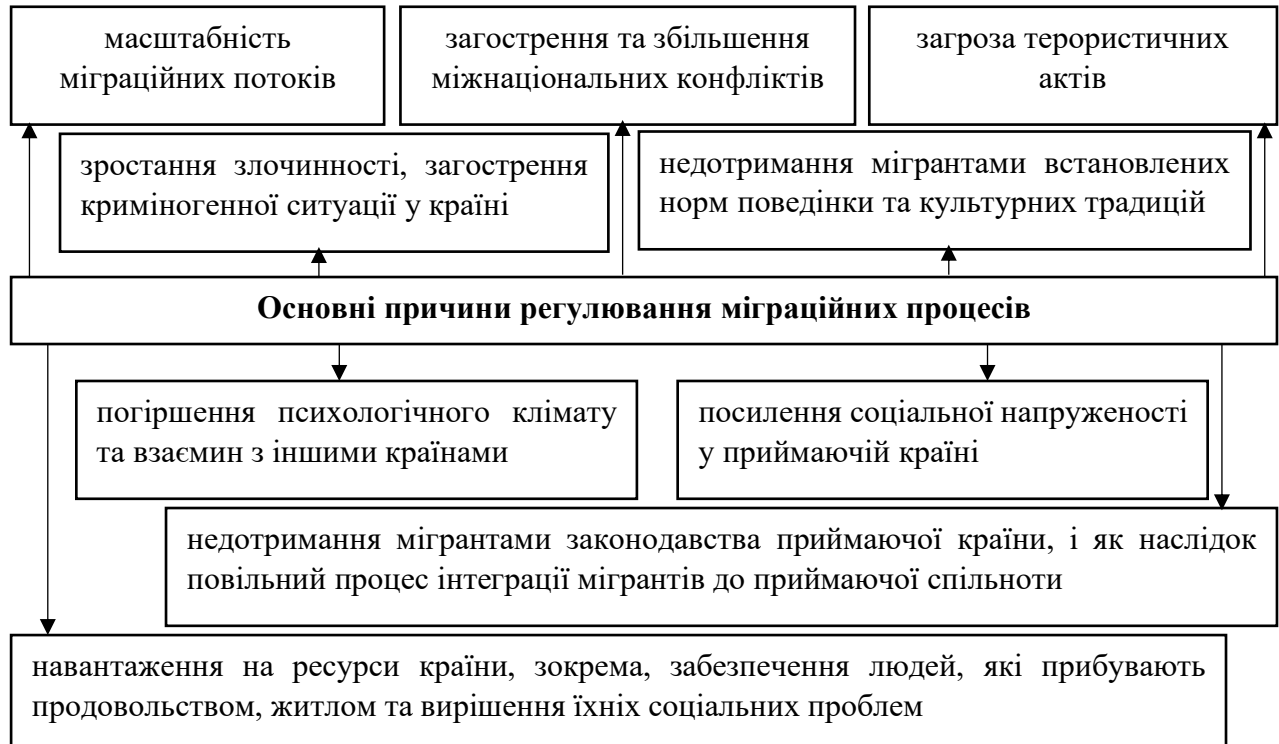 масштабність
міграційних потоків
загострення та збільшення
міжнаціональних конфліктів
загроза терористичних
актів
зростання злочинності, загострення
криміногенної ситуації у країні
недотримання мігрантами встановлених
норм поведінки та культурних традицій
Основні причини регулювання міграційних процесів
погіршення психологічного клімату
та взаємин з іншими країнами
посилення соціальної напруженості
у приймаючій країні
недотримання мігрантами законодавства приймаючої країни, і як наслідок
повільний процес інтеграції мігрантів до приймаючої спільноти
навантаження на ресурси країни, зокрема, забезпечення людей, які прибувають
продовольством, житлом та вирішення їхніх соціальних проблем